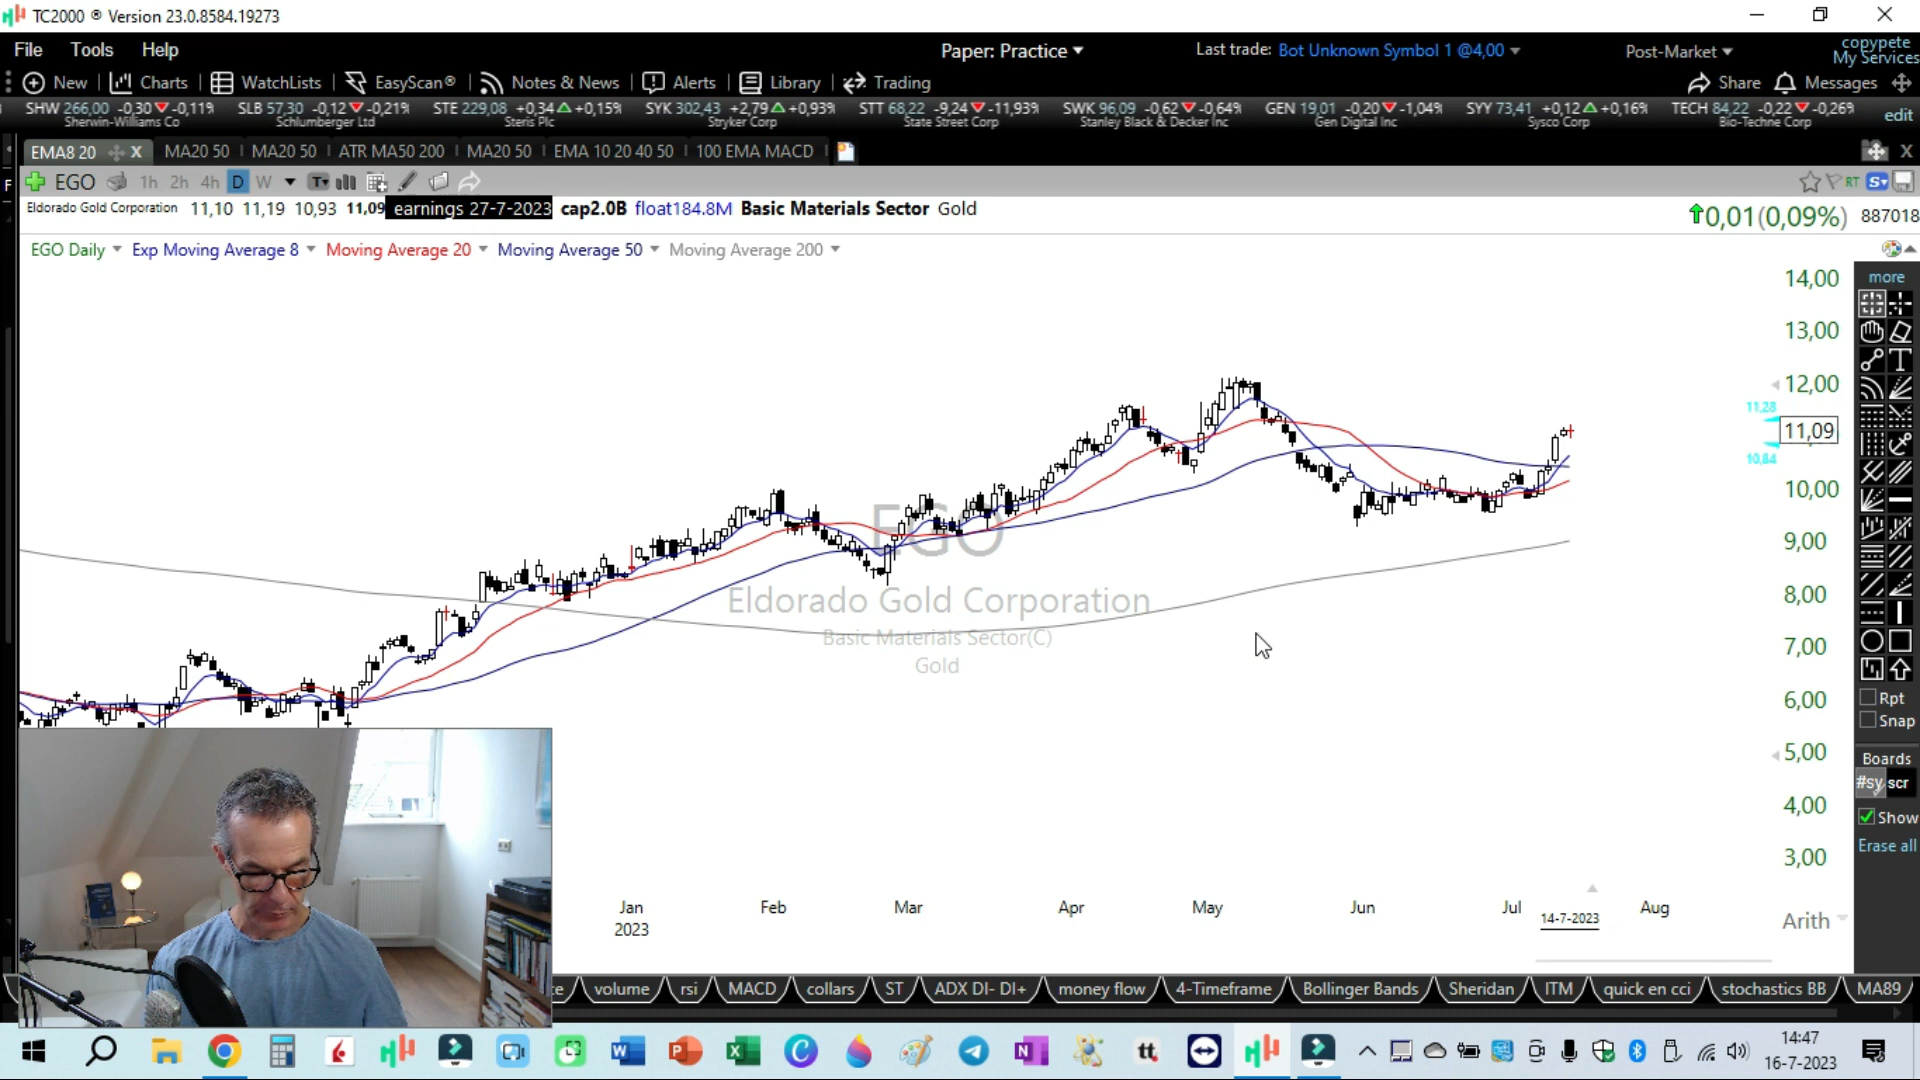 TC2000 ® Version 23.0.8584.19273
File Tools Help
Paper: Practice
Last trade: Bot Unknown Symbol 1 @4,00
Post-Market
copypete
My Services
New Charts WatchLists EasyScan® Notes & News Alerts Library Trading
Share Messages
SHW 266,00 -0,30 -0,11% SLB 57,30 -0,12 -0,21% STE 229,08 +0,34 +0,15% SYK 302,43 +2,79 +0,93% STT 68,22 -9,24 -11,93% SWK 96,09 -0,62 -0,64% GEN 19,01 -0,20 -1,04% SYY 73,41 +0,12 +0,16% TECH 84,22 -0,22 -0,26%
Sherwin-Williams Co Schlumberger Ltd Steris Plc Stryker Corp State Street Corp Stanley Black & Decker Inc Gen Digital Inc Sysco Corp Bio-Techne Corp
edit
EMA8 20 X MA20 50 MA20 50 ATR MA50 200 MA20 50 EMA 10 20 40 50 100 EMA MACD
X
F
EGO 1h 2h 4h D W
RT
Eldorado Gold Corporation 11,10 11,19 10,93 11,09 earnings 27-7-2023 cap2.0B float184.8M Basic Materials Sector Gold
0,01(0,09%) 887018
EGO Daily Exp Moving Average 8 Moving Average 20 Moving Average 50 Moving Average 200
more
14,00
13,00
12,00
11,28
11,09
10,84
10,00
9,00
8,00
7,00
6,00
5,00
4,00
3,00
EGO
Eldorado Gold Corporation
Basic Materials Sector(C)
Gold
Rpt
Snap
Boards
#sy scr
Show
Erase all
Jan Feb Mar Apr May Jun Jul Aug
2023
14-7-2023
Arith
volume rsi MACD collars ST ADX DI- DI+ money flow 4-Timeframe Bollinger Bands Sheridan ITM quick en cci stochastics BB MA89
14:47
16-7-2023